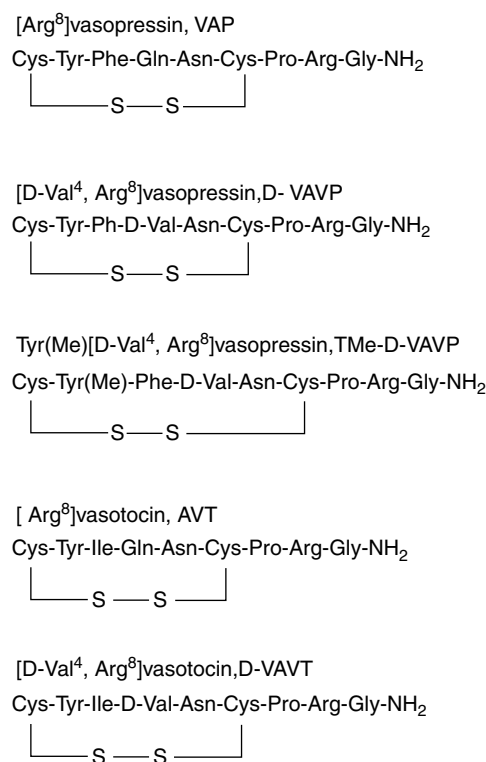 [Arg⁸]vasopressin, VAP
Cys-Tyr-Phe-Gln-Asn-Cys-Pro-Arg-Gly-NH₂
S — S
[D-Val⁴, Arg⁸]vasopressin,D- VAVP
Cys-Tyr-Ph-D-Val-Asn-Cys-Pro-Arg-Gly-NH₂
S — S
Tyr(Me)[D-Val⁴, Arg⁸]vasopressin,TMe-D-VAVP
Cys-Tyr(Me)-Phe-D-Val-Asn-Cys-Pro-Arg-Gly-NH₂
S — S
[ Arg⁸]vasotocin, AVT
Cys-Tyr-Ile-Gln-Asn-Cys-Pro-Arg-Gly-NH₂
S — S
[D-Val⁴, Arg⁸]vasotocin,D-VAVT
Cys-Tyr-Ile-D-Val-Asn-Cys-Pro-Arg-Gly-NH₂
S — S